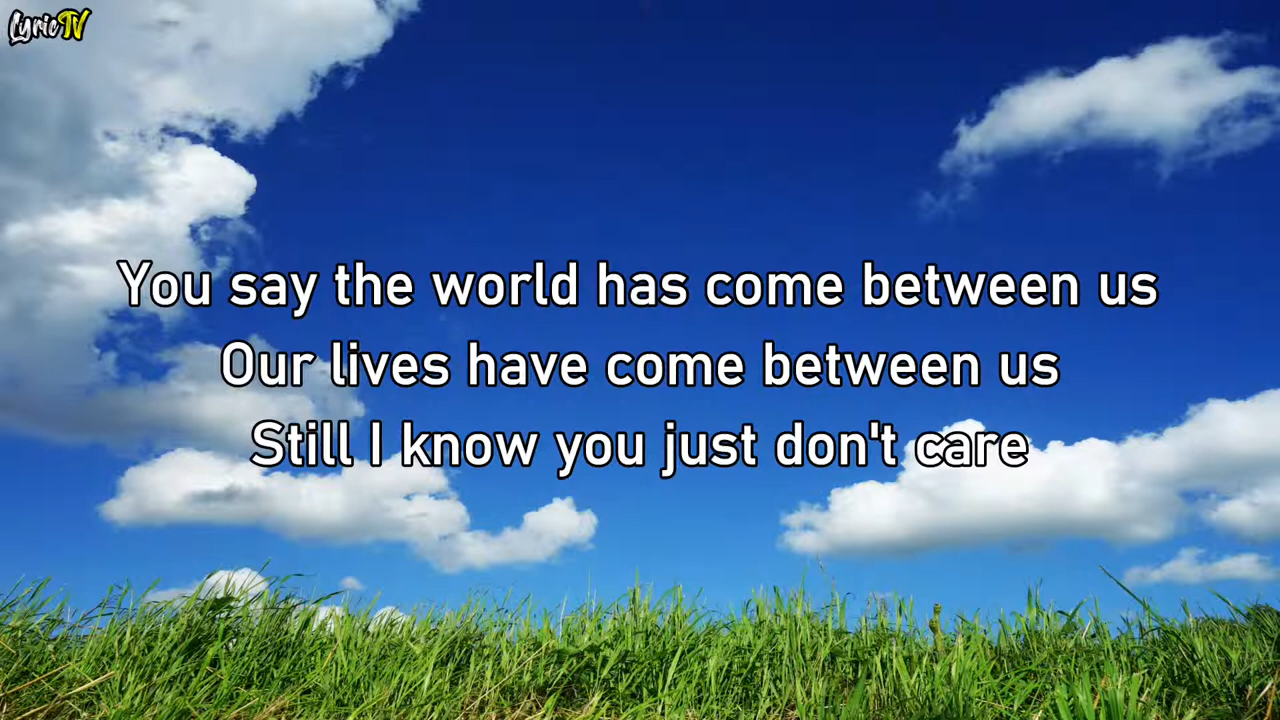 LyricTV
You say the world has come between us
Our lives have come between us
Still I know you just don't care